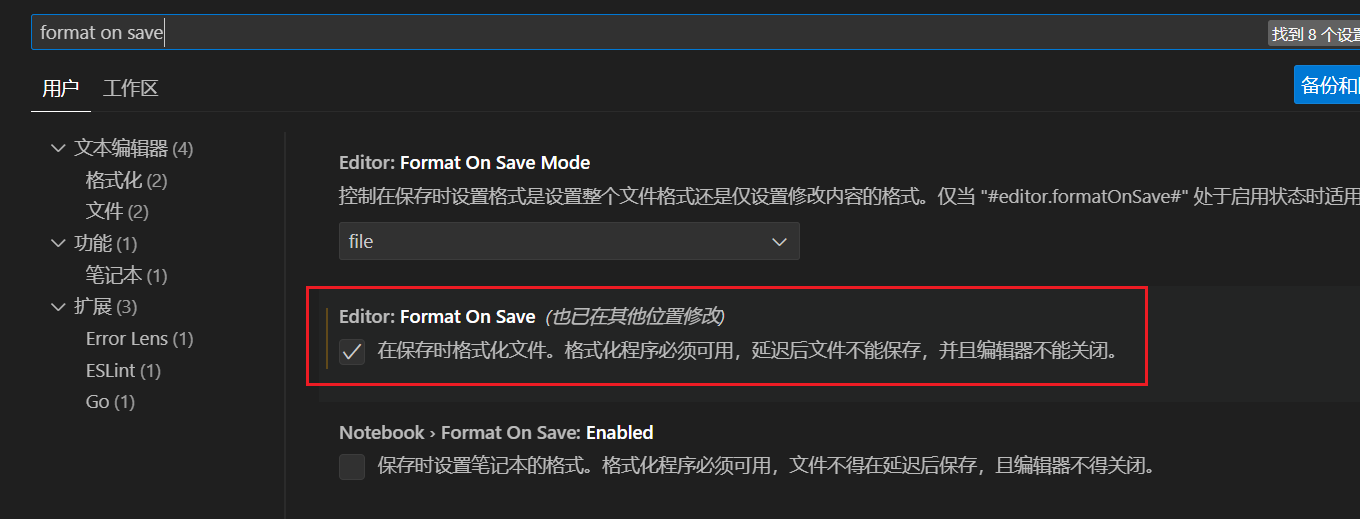 format on save
找到 8 个设置
用户 工作区
备份和
文本编辑器 (4)
格式化 (2)
文件 (2)
功能 (1)
笔记本 (1)
扩展 (3)
Error Lens (1)
ESLint (1)
Go (1)
Editor: Format On Save Mode
控制在保存时设置格式是设置整个文件格式还是仅设置修改内容的格式。仅当 "#editor.formatOnSave#" 处于启用状态时适用
file
Editor: Format On Save (也已在其他位置修改)
在保存时格式化文件。格式化程序必须可用，延迟后文件不能保存，并且编辑器不能关闭。
Notebook › Format On Save: Enabled
保存时设置笔记本的格式。格式化程序必须可用，文件不得在延迟后保存，且编辑器不得关闭。